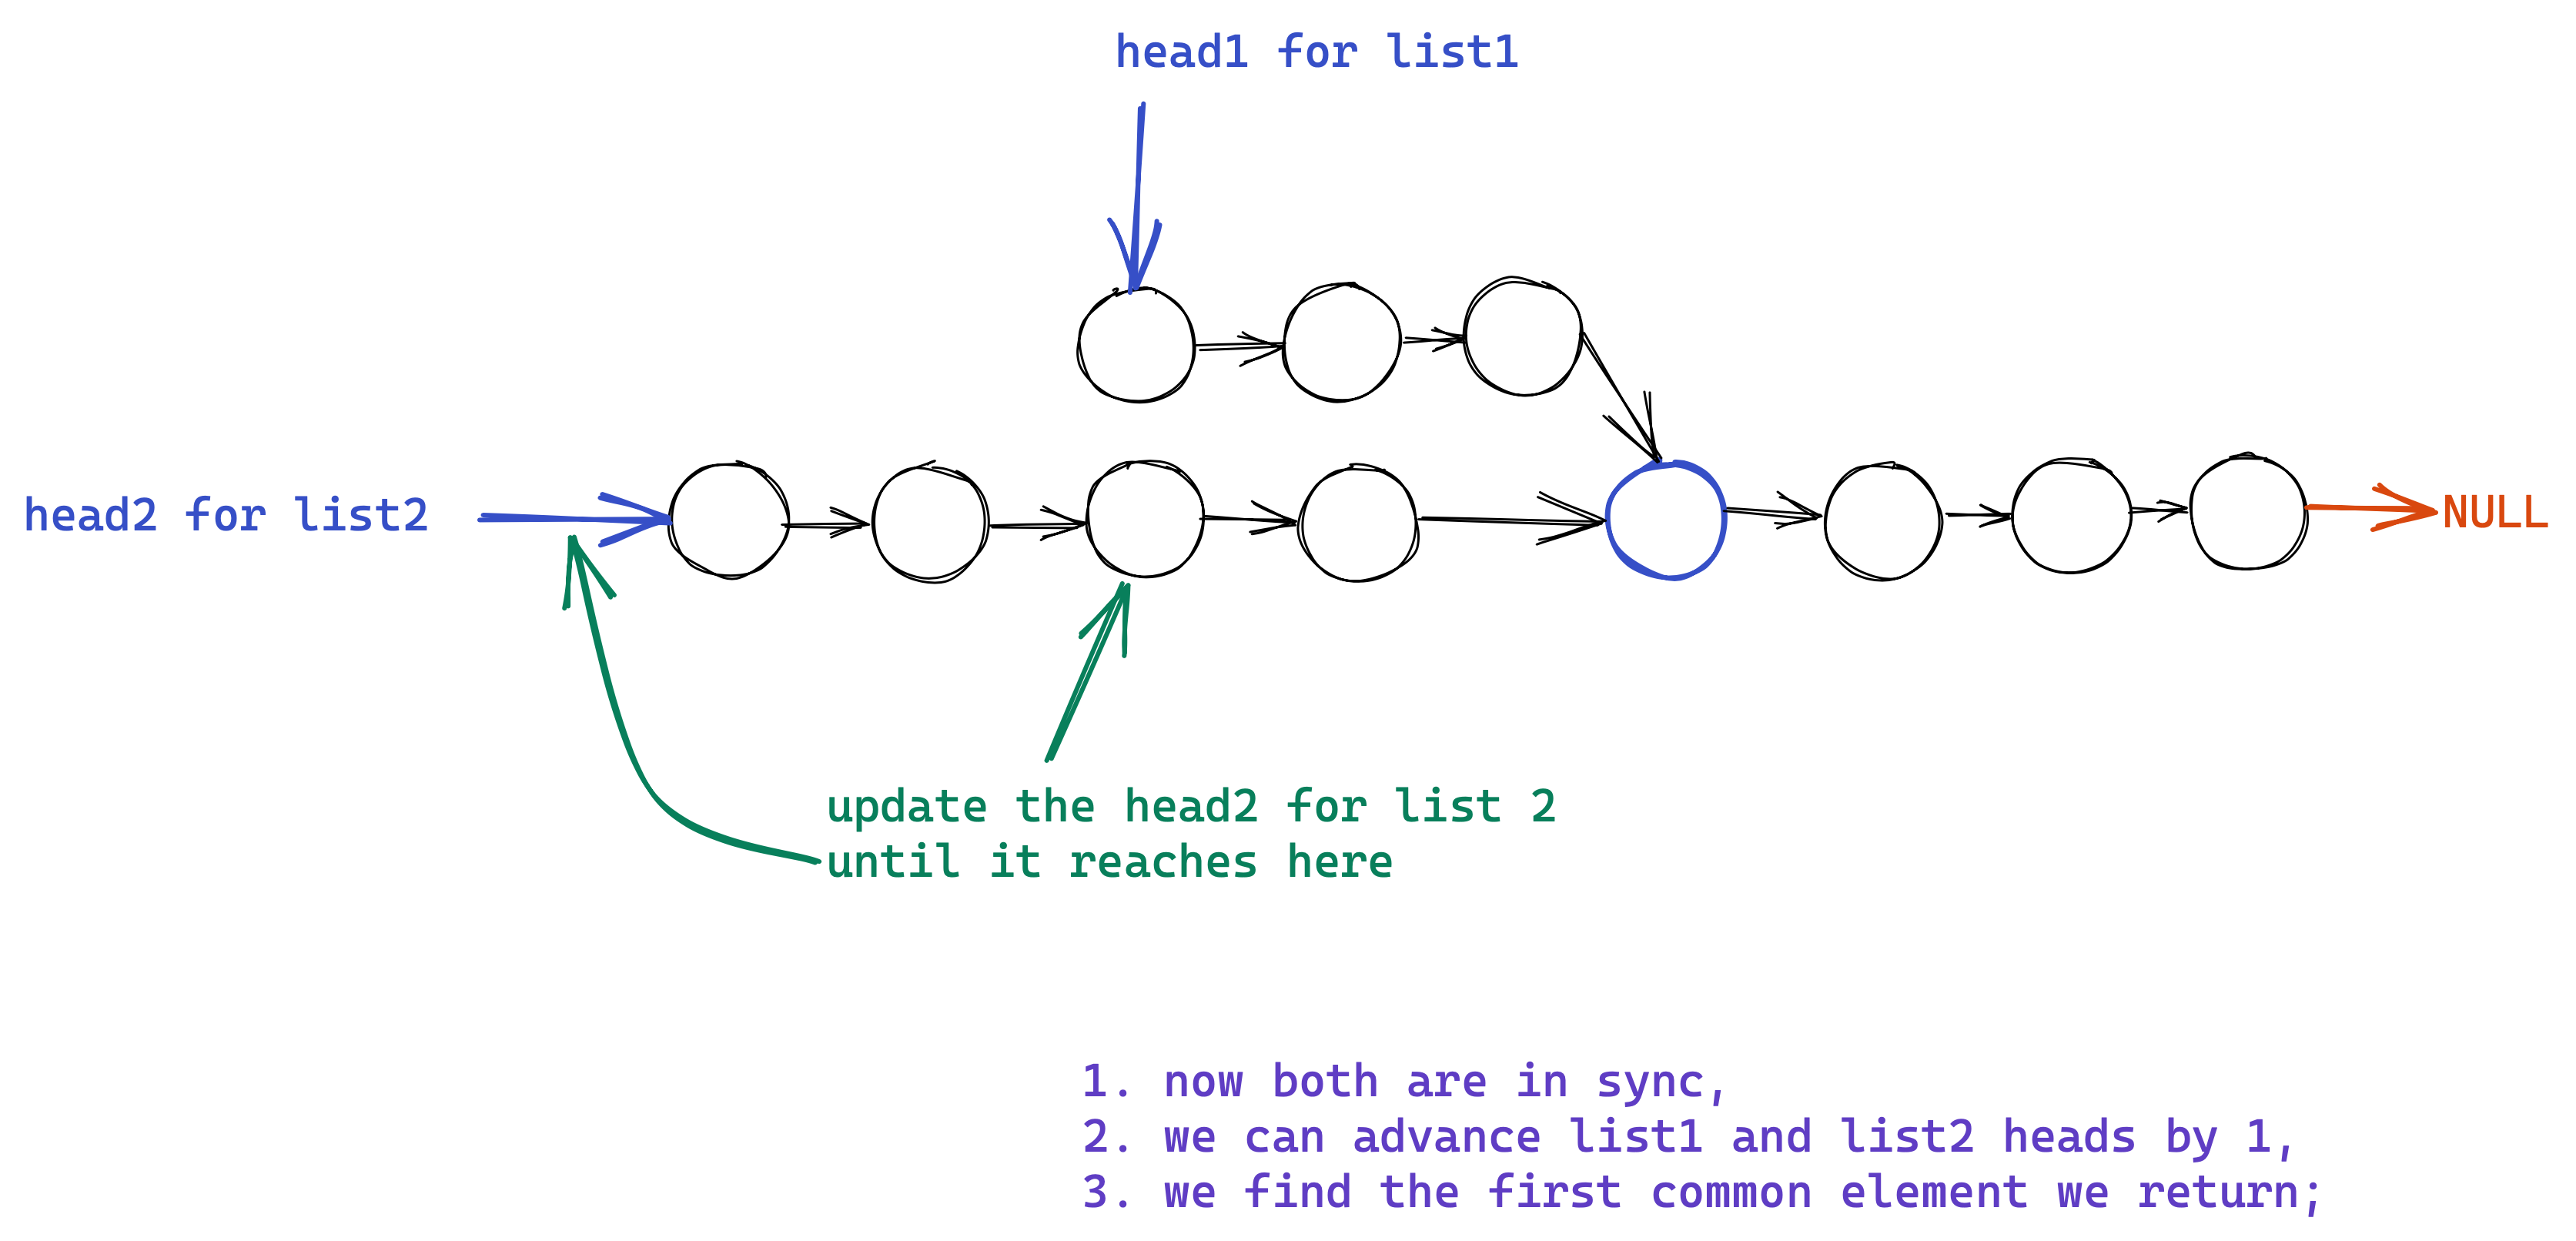 head1 for list1
head2 for list2
NULL
update the head2 for list 2
until it reaches here
1. now both are in sync,
2. we can advance list1 and list2 heads by 1,
3. we find the first common element we return;